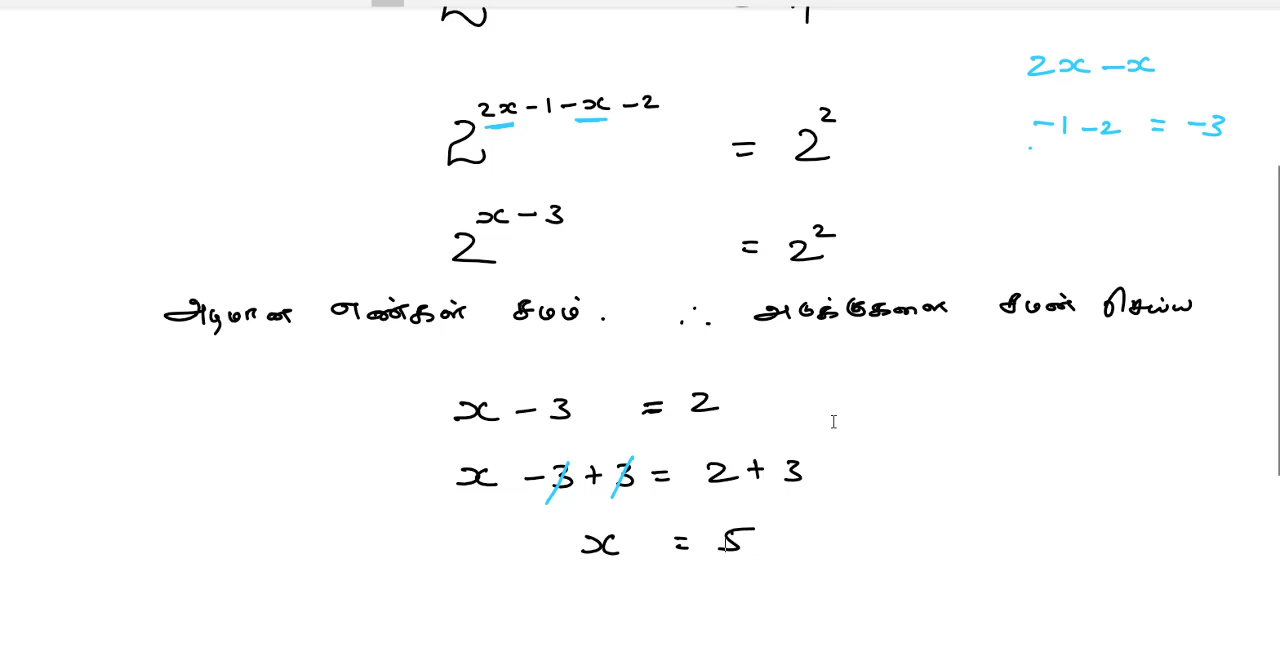 2x - x
2^{2x - 1 - x - 2} = 2^2
-1 - 2 = -3
2^{x - 3} = 2^2
அடிமான எண்கள் சமம். ∴ அடுக்குகளை சமன் செய்ய
x - 3 = 2
x - 3 + 3 = 2 + 3
x = 5